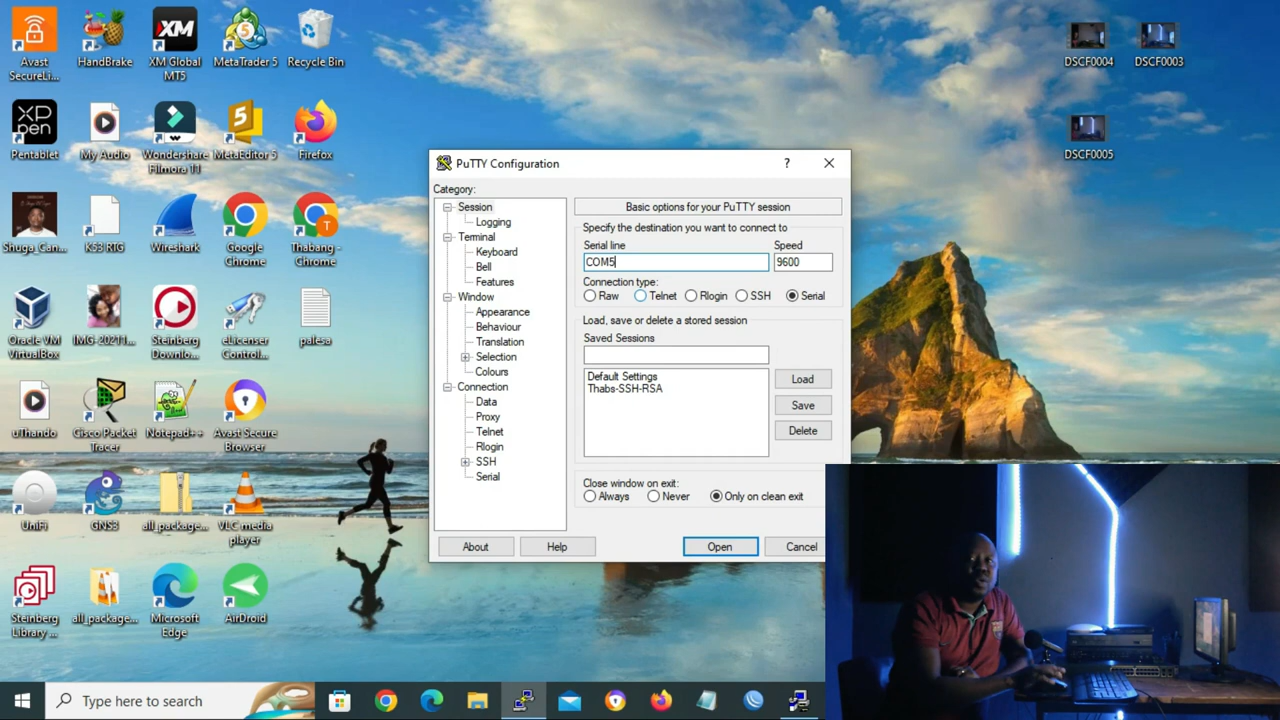 Avast
SecureLi...
HandBrake
XM
XM Global
MT5
5
MetaTrader 5
Recycle Bin
DSCF0004
DSCF0003
XP
pen
Pentablet
My Audio
Wondershare
Filmora 11
5
MetaEditor 5
Firefox
DSCF0005
Shuga_Can...
K53 RTG
Wireshark
Google
Chrome
T
Thabang -
Chrome
Oracle VM
VirtualBox
IMG-20211...
Steinberg
Downlo...
eLicenser
Control...
palesa
uThando
Cisco Packet
Tracer
Notepad++
Avast Secure
Browser
UniFi
GNS3
all_package...
VLC media
player
Steinberg
Library ...
all_package...
Microsoft
Edge
AirDroid
PuTTY Configuration
?
Category:
Session
Logging
Terminal
Keyboard
Bell
Features
Window
Appearance
Behaviour
Translation
Selection
Colours
Connection
Data
Proxy
Telnet
Rlogin
SSH
Serial
Basic options for your PuTTY session
Specify the destination you want to connect to
Serial line
Speed
COM5
9600
Connection type:
Raw
Telnet
Rlogin
SSH
Serial
Load, save or delete a stored session
Saved Sessions
Default Settings
Thabs-SSH-RSA
Load
Save
Delete
Close window on exit:
Always
Never
Only on clean exit
About
Help
Open
Cancel
Type here to search